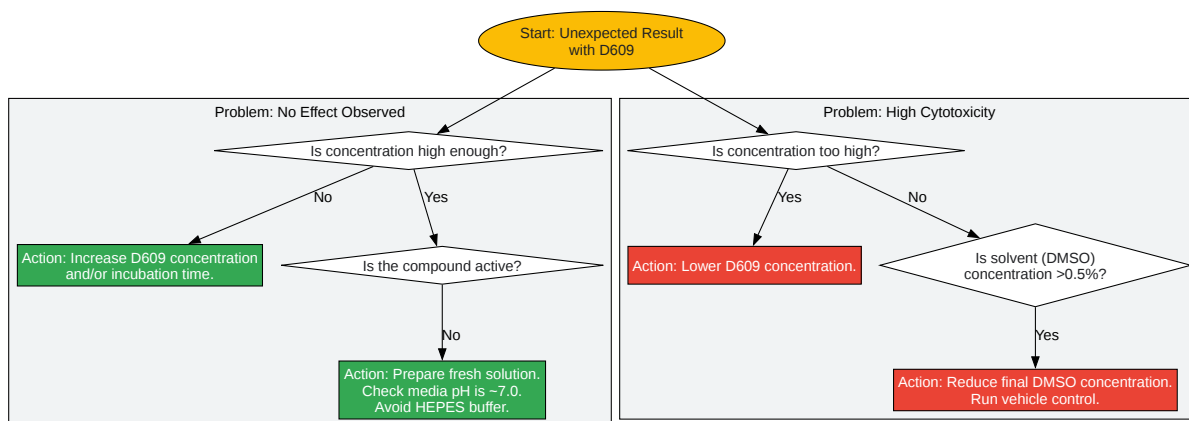 Start: Unexpected Result
with D609
Problem: No Effect Observed
Is concentration high enough?
No
Yes
Action: Increase D609 concentration
and/or incubation time.
Is the compound active?
No
Action: Prepare fresh solution.
Check media pH is ~7.0.
Avoid HEPES buffer.
Problem: High Cytotoxicity
Is concentration too high?
Yes
No
Action: Lower D609 concentration.
Is solvent (DMSO)
concentration >0.5%?
Yes
Action: Reduce final DMSO concentration.
Run vehicle control.